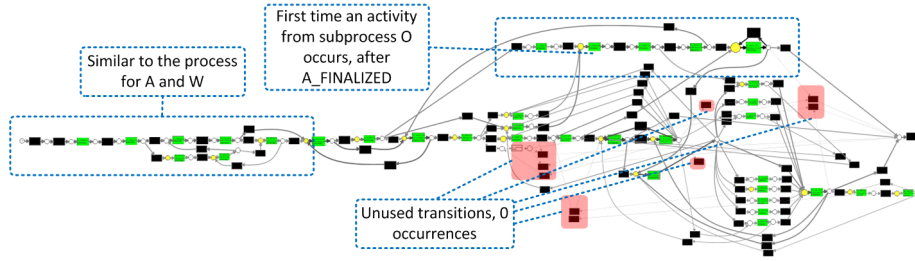 First time an activity
from subprocess O
occurs, after
A_FINALIZED
Similar to the process
for A and W
Unused transitions, 0
occurrences